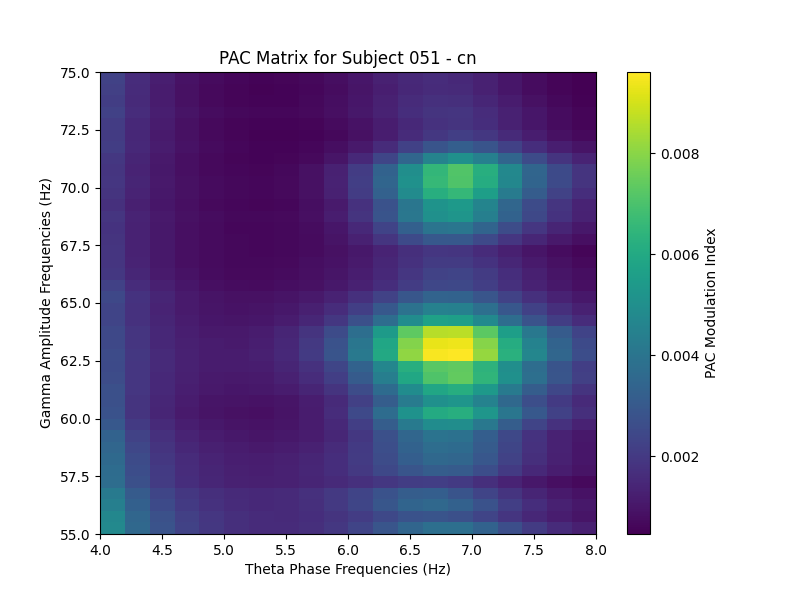 PAC Matrix for Subject 051 - cn
75.0
72.5
70.0
67.5
65.0
62.5
60.0
57.5
55.0
Gamma Amplitude Frequencies (Hz)
4.0 4.5 5.0 5.5 6.0 6.5 7.0 7.5 8.0
Theta Phase Frequencies (Hz)
0.008
0.006
0.004
0.002
PAC Modulation Index